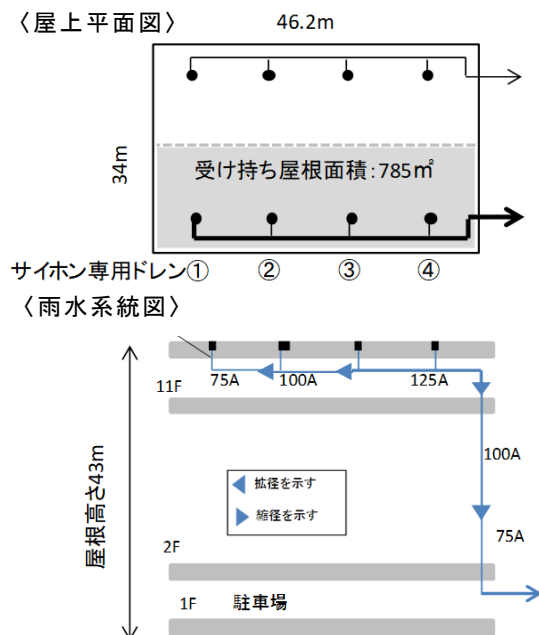 〈屋上平面図〉
46.2m
34m
受け持ち屋根面積:785㎡
サイホン専用ドレン① ② ③ ④
〈雨水系統図〉
11F
75A
100A
125A
屋根高さ43m
100A
拡径を示す
縮径を示す
75A
2F
1F
駐車場